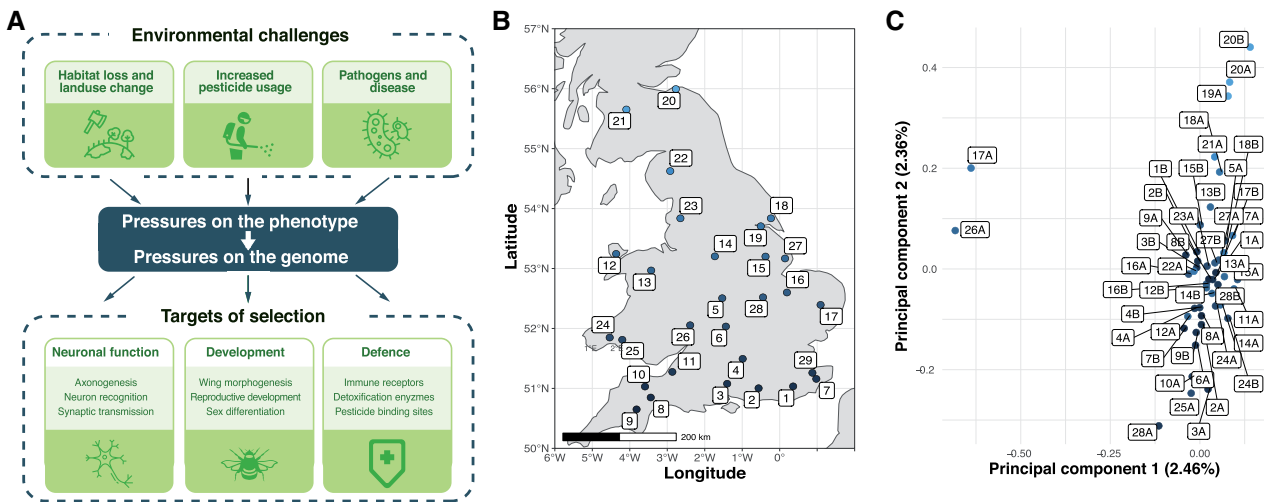 A
Environmental challenges
Habitat loss and
landuse change
Increased
pesticide usage
Pathogens and
disease
Pressures on the phenotype
Pressures on the genome
Targets of selection
Neuronal function
Axonogenesis
Neuron recognition
Synaptic transmission
Development
Wing morphogenesis
Reproductive development
Sex differentiation
Defence
Immune receptors
Detoxification enyzmes
Pesticide binding sites
B
Latitude
57°N
56°N
55°N
54°N
53°N
52°N
51°N
50°N
20
21
22
23
18
19
14
27
12
13
15
16
5
28
17
24
26
6
25
11
29
10
4
3
2
1
7
8
9
200 km
6°W
4°W
2°W
0°
Longitude
C
Principal component 2 (2.36%)
0.4
0.2
0.0
−0.2
20B
20A
19A
18A
21A
18B
17A
1B
15B
5A
2B
13B
17B
9A
23A
27A
7A
26A
3B
8B
27B
1A
16A
22A
13A
15A
16B
12B
14B
28B
4B
11A
4A
12A
8A
14A
7B
9B
24A
10A
6A
24B
25A
2A
28A
3A
−0.50
−0.25
0.00
Principal component 1 (2.46%)